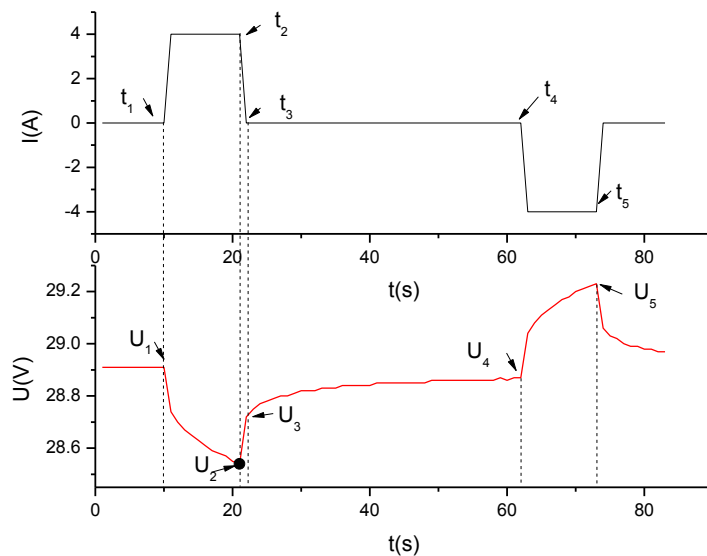 t₂
4
2
t₁
t₃
t₄
I(A)
0
-2
t₅
-4
0 20 40 60 80
t(s)
29.2
U₅
U₁
29.0
U₄
U(V)
28.8
U₃
28.6
U₂
0 20 40 60 80
t(s)